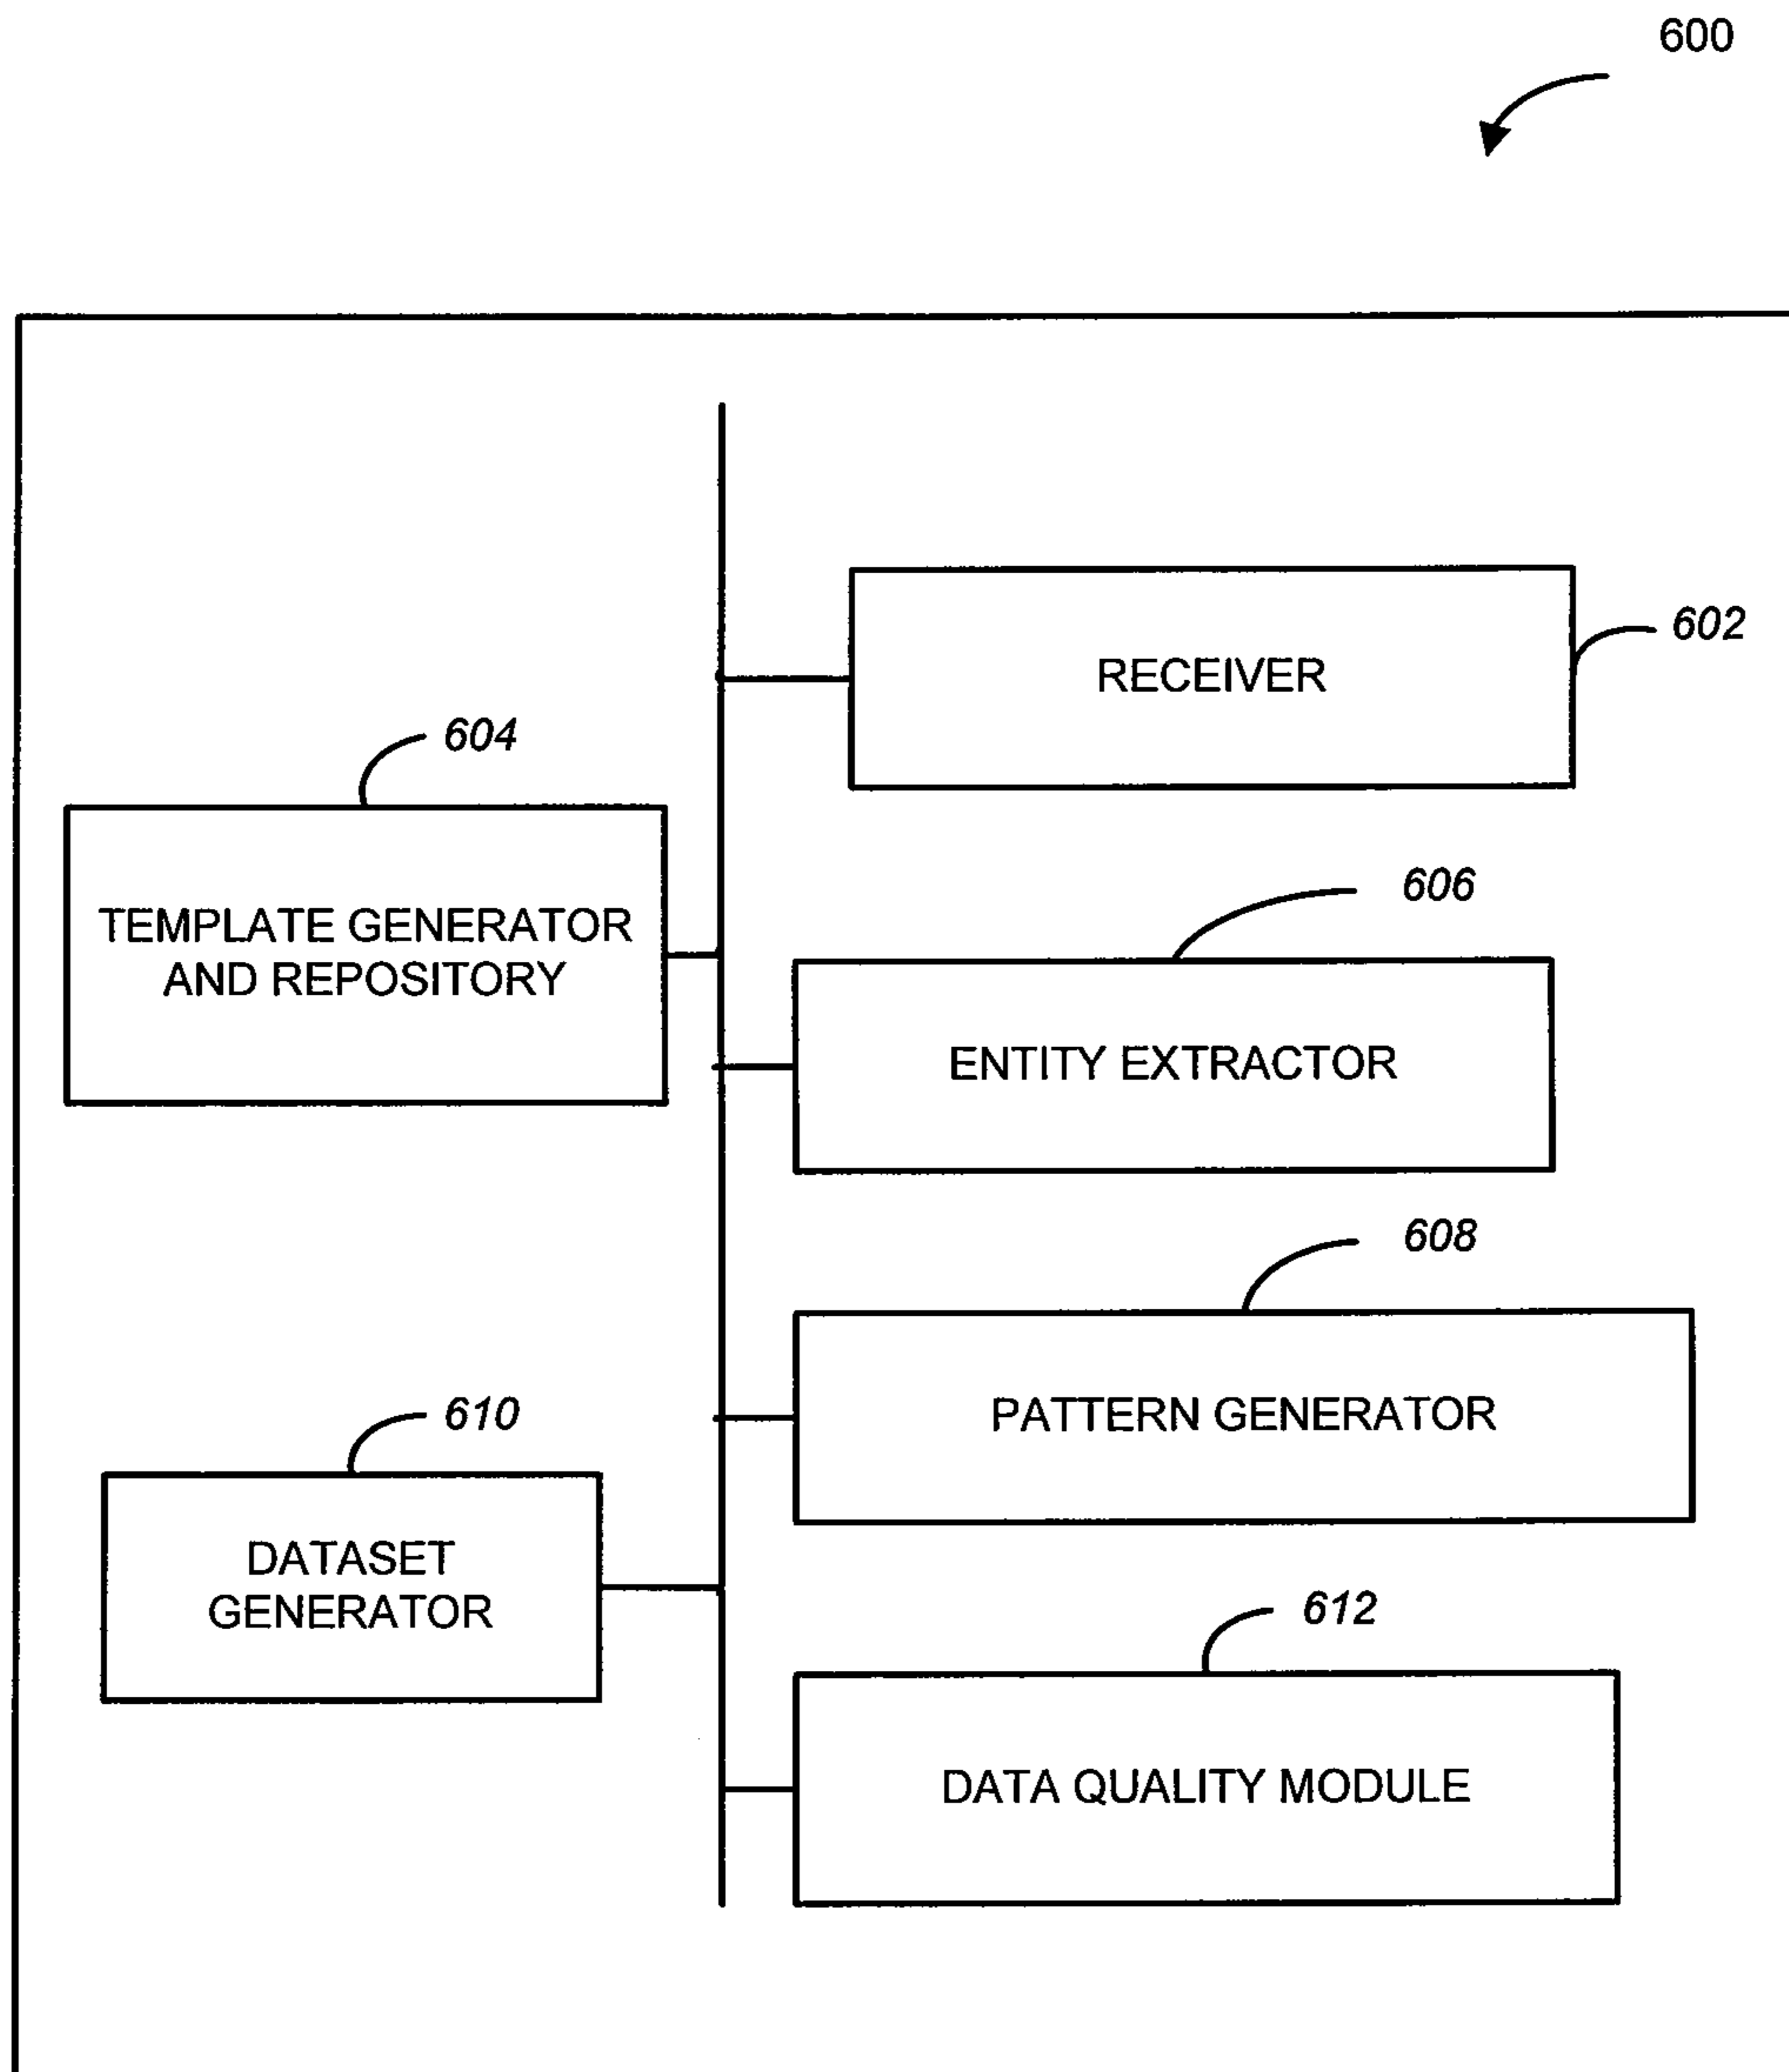 600
RECEIVER
602
604
TEMPLATE GENERATOR
AND REPOSITORY
606
ENTITY EXTRACTOR
608
PATTERN GENERATOR
610
DATASET
GENERATOR
612
DATA QUALITY MODULE